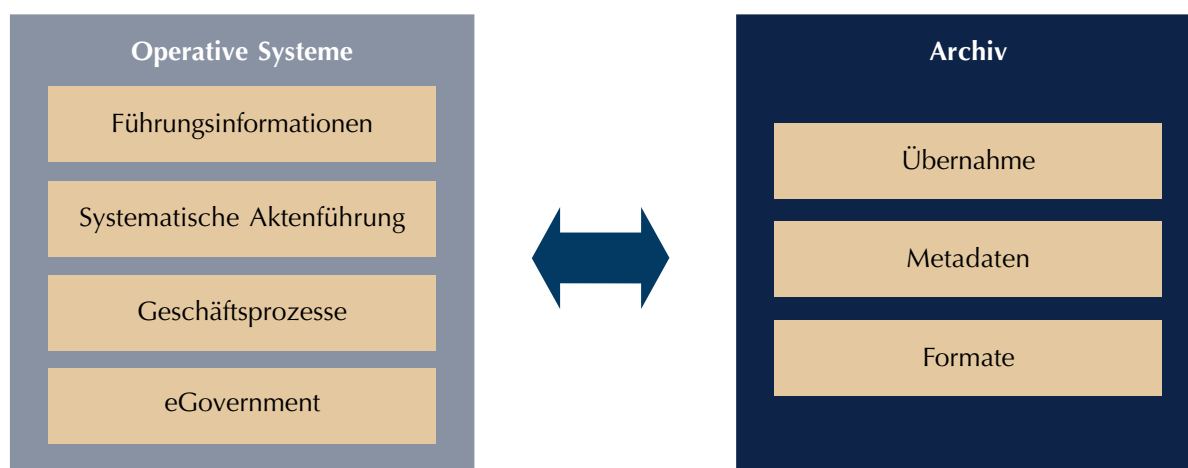 Operative Systeme
Führungsinformationen
Systematische Aktenführung
Geschäftsprozesse
eGovernment
Archiv
Übernahme
Metadaten
Formate